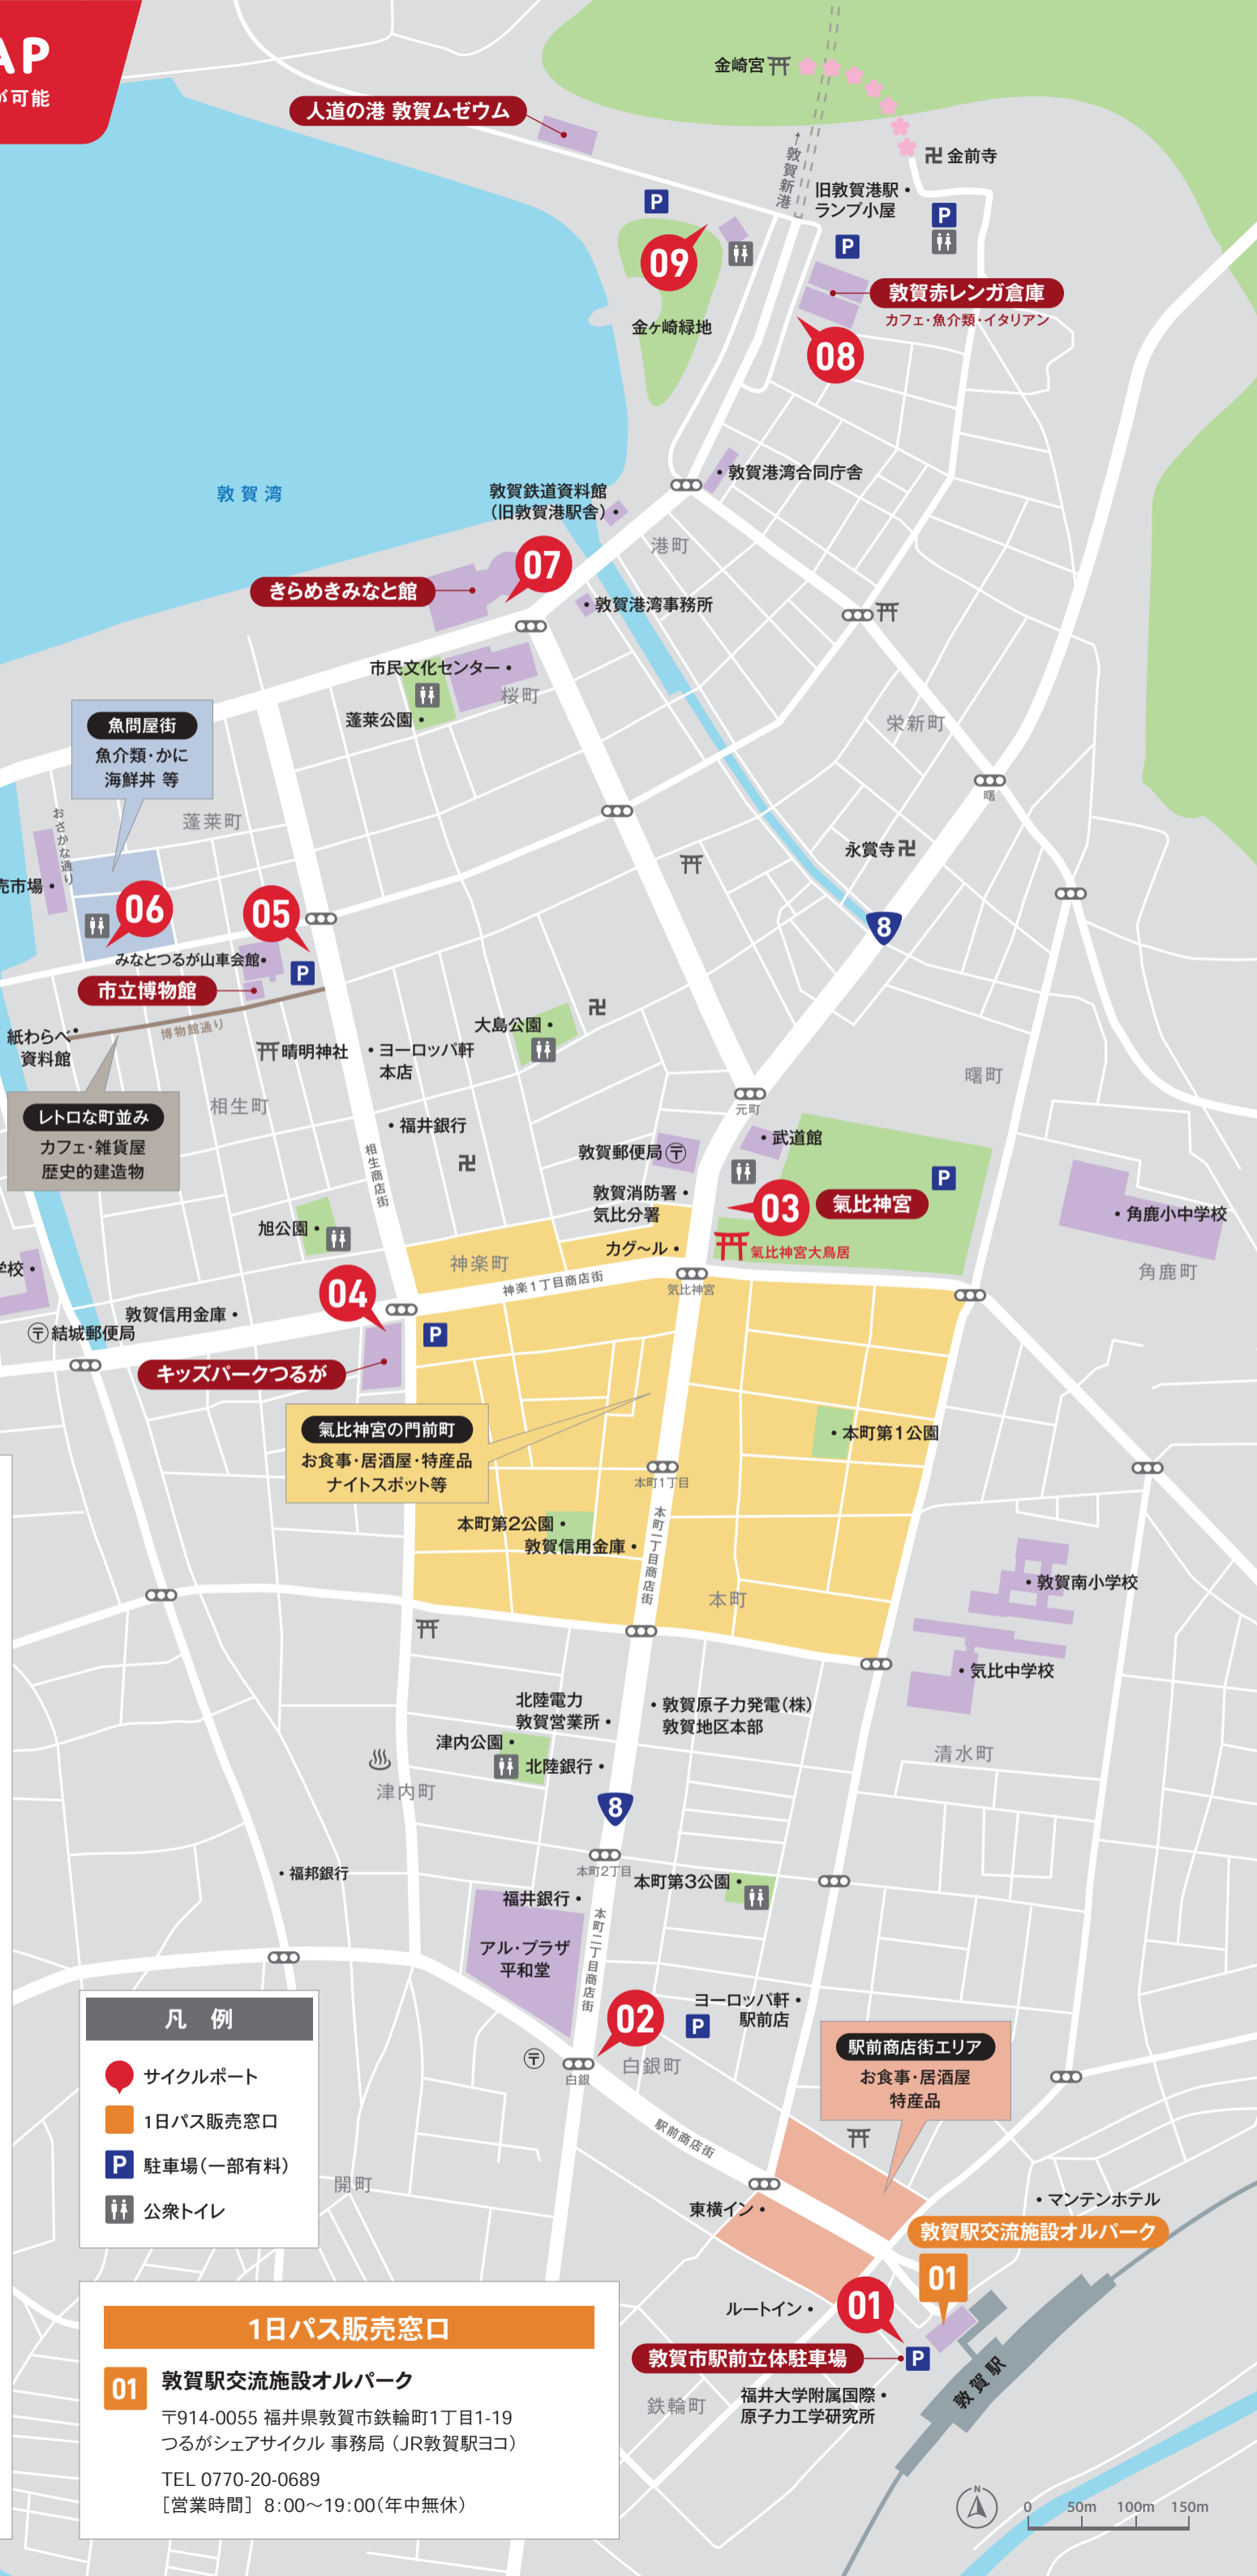 AP
が可能
金崎宮
人道の港 敦賀ムゼウム
金前寺
↑敦賀新港
旧敦賀港駅・
ランプ小屋
P
P
P
09
敦賀赤レンガ倉庫
カフェ・魚介類・イタリアン
金ヶ崎緑地
08
敦賀湾
・敦賀港湾合同庁舎
敦賀鉄道資料館
(旧敦賀港駅舎)・
港町
07
きらめきみなと館
・敦賀港湾事務所
市民文化センター・
桜町
蓬莱公園・
栄新町
魚問屋街
魚介類・かに
海鮮丼 等
曙
おさかな通り
蓬莱町
永賞寺
売市場・
06
05
8
みなとつるが山車会館・
P
市立博物館
博物館通り
紙わらべ・
資料館
大島公園・
晴明神社
・ヨーロッパ軒
本店
曙町
レトロな町並み
カフェ・雑貨屋
歴史的建造物
相生町
元町
・福井銀行
・武道館
相生商店街
敦賀郵便局〒
P
敦賀消防署・
気比分署
03
氣比神宮
・角鹿小中学校
旭公園・
カグ～ル・
氣比神宮大鳥居
神楽町
角鹿町
学校・
神楽1丁目商店街
気比神宮
04
敦賀信用金庫・
P
〒結城郵便局
キッズパークつるが
氣比神宮の門前町
お食事・居酒屋・特産品
ナイトスポット等
・本町第1公園
本町1丁目
本町第2公園・
敦賀信用金庫・
本町一丁目商店街
・敦賀南小学校
本町
・気比中学校
北陸電力
敦賀営業所・
・敦賀原子力発電(株)
敦賀地区本部
津内公園・
北陸銀行・
清水町
津内町
8
・福邦銀行
本町2丁目
本町第3公園・
福井銀行・
本町二丁目商店街
アル・プラザ
平和堂
ヨーロッパ軒・
駅前店
02
P
〒
白銀
白銀町
駅前商店街エリア
お食事・居酒屋
特産品
凡 例
サイクルポート
1日パス販売窓口
P
駐車場(一部有料)
公衆トイレ
駅前商店街
開町
東横イン・
・マンテンホテル
敦賀駅交流施設オルパーク
01
ルートイン・
01
敦賀市駅前立体駐車場
P
敦賀駅
鉄輪町
福井大学附属国際・
原子力工学研究所
1日パス販売窓口
01
敦賀駅交流施設オルパーク
〒914-0055 福井県敦賀市鉄輪町1丁目1-19
つるがシェアサイクル 事務局 (JR敦賀駅ヨコ)
TEL 0770-20-0689
[営業時間] 8:00～19:00(年中無休)
N
0 50m 100m 150m